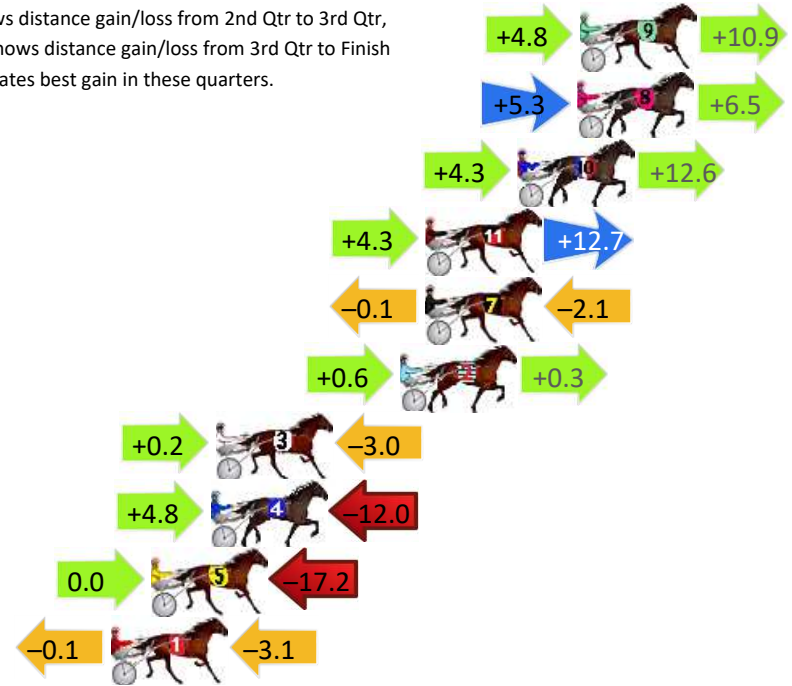 ws distance gain/loss from 2nd Qtr to 3rd Qtr,
hows distance gain/loss from 3rd Qtr to Finish
ates best gain in these quarters.
+4.8 9 +10.9
+5.3 8 +6.5
+4.3 10 +12.6
+4.3 11 +12.7
–0.1 7 –2.1
+0.6 2 +0.3
+0.2 3 –3.0
+4.8 4 –12.0
0.0 5 –17.2
–0.1 1 –3.1